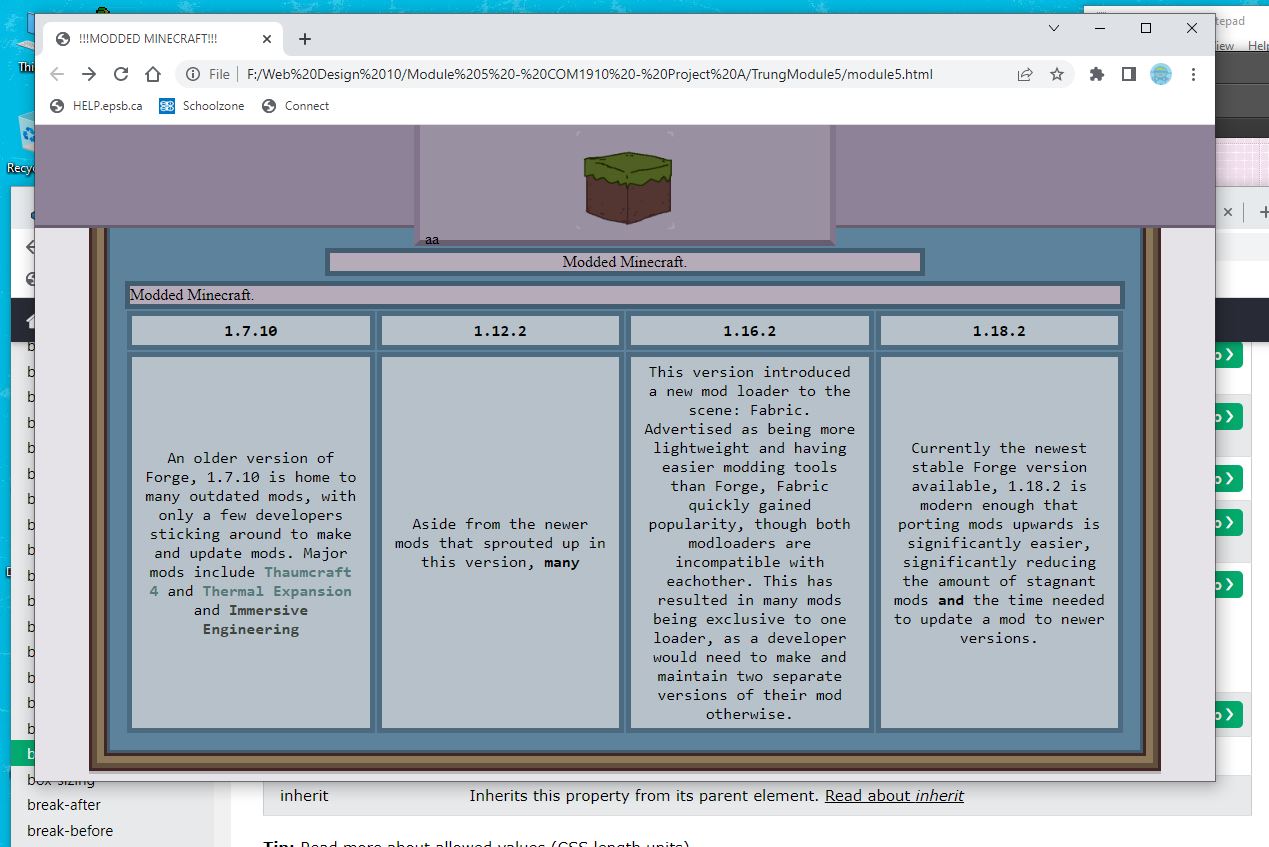 !!!MODDED MINECRAFT!!!
File F:/Web%20Design%2010/Module%205%20-%20COM1910%20-%20Project%20A/TrungModule5/module5.html
HELP.epsb.ca Schoolzone Connect
aa
Modded Minecraft.
Modded Minecraft.
1.7.10
An older version of
Forge, 1.7.10 is home to
many outdated mods, with
only a few developers
sticking around to make
and update mods. Major
mods include Thaumcraft
4 and Thermal Expansion
and Immersive
Engineering
1.12.2
Aside from the newer
mods that sprouted up in
this version, many
1.16.2
This version introduced
a new mod loader to the
scene: Fabric.
Advertised as being more
lightweight and having
easier modding tools
than Forge, Fabric
quickly gained
popularity, though both
modloaders are
incompatible with
eachother. This has
resulted in many mods
being exclusive to one
loader, as a developer
would need to make and
maintain two separate
versions of their mod
otherwise.
1.18.2
Currently the newest
stable Forge version
available, 1.18.2 is
modern enough that
porting mods upwards is
significantly easier,
significantly reducing
the amount of stagnant
mods and the time needed
to update a mod to newer
versions.
box-sizing
break-after
break-before
inherit Inherits this property from its parent element. Read about inherit
Tip: Read more about allowed values (CSS length units)